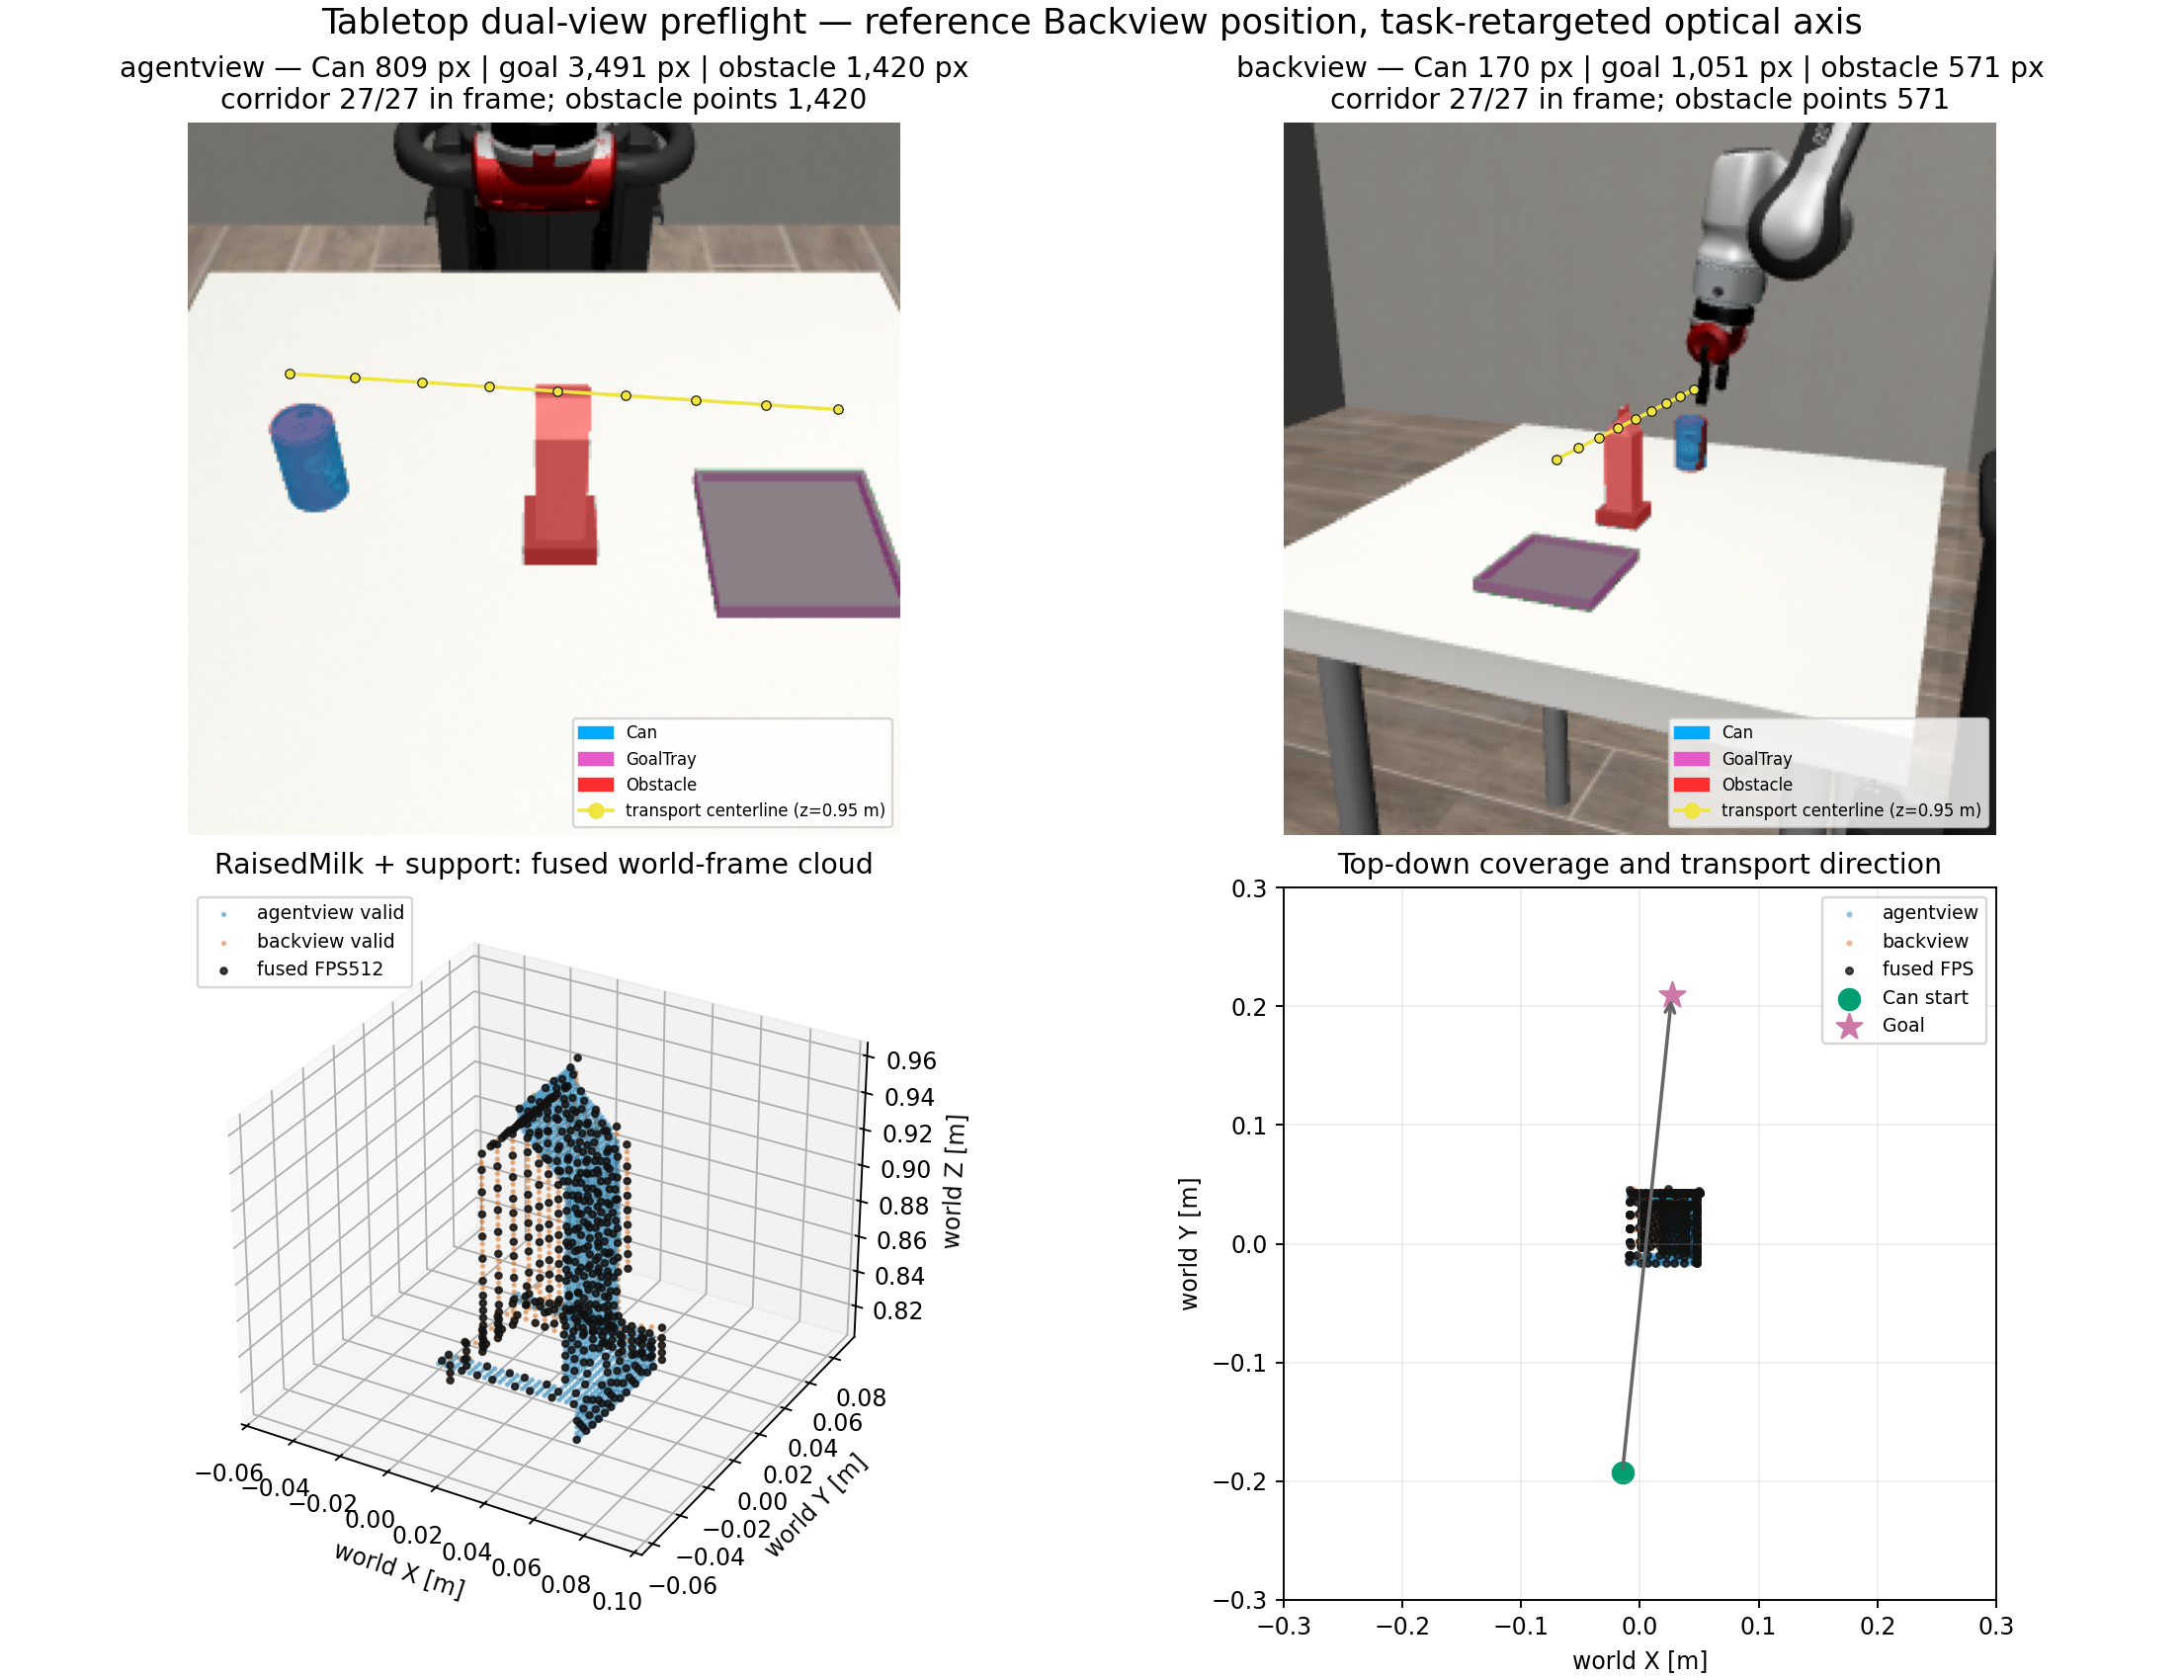 Tabletop dual-view preflight — reference Backview position, task-retargeted optical axis
agentview — Can 809 px | goal 3,491 px | obstacle 1,420 px
corridor 27/27 in frame; obstacle points 1,420
backview — Can 170 px | goal 1,051 px | obstacle 571 px
corridor 27/27 in frame; obstacle points 571
Can
GoalTray
Obstacle
transport centerline (z=0.95 m)
Can
GoalTray
Obstacle
transport centerline (z=0.95 m)
RaisedMilk + support: fused world-frame cloud
agentview valid
backview valid
fused FPS512
0.96
0.94
0.92
0.90
0.88
0.86
0.84
0.82
world Z [m]
0.08
0.06
0.04
0.02
0.00
−0.02
−0.04
−0.06
world Y [m]
−0.06
−0.04
−0.02
0.00
0.02
0.04
0.06
0.08
0.10
world X [m]
Top-down coverage and transport direction
agentview
backview
fused FPS
Can start
Goal
0.3
0.2
0.1
0.0
−0.1
−0.2
−0.3
world Y [m]
−0.3
−0.2
−0.1
0.0
0.1
0.2
0.3
world X [m]